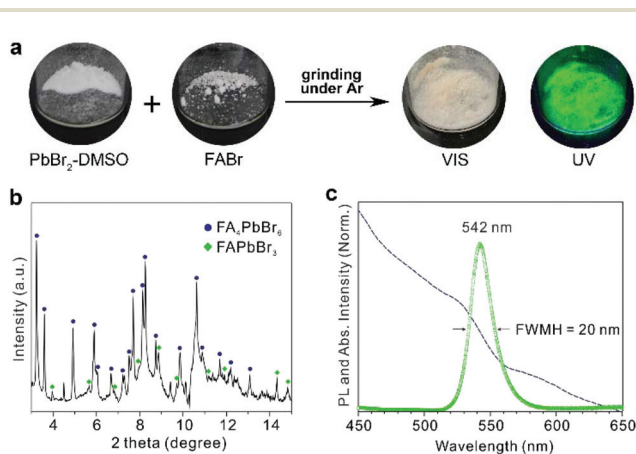 a
PbBr₂-DMSO
+
FABr
grinding
under Ar
VIS
UV
b
Intensity (a.u.)
FA₄PbBr₆
FAPbBr₃
4 6 8 10 12 14
2 theta (degree)
c
PL and Abs. Intensity (Norm.)
542 nm
FWMH = 20 nm
450 500 550 600 650
Wavelength (nm)